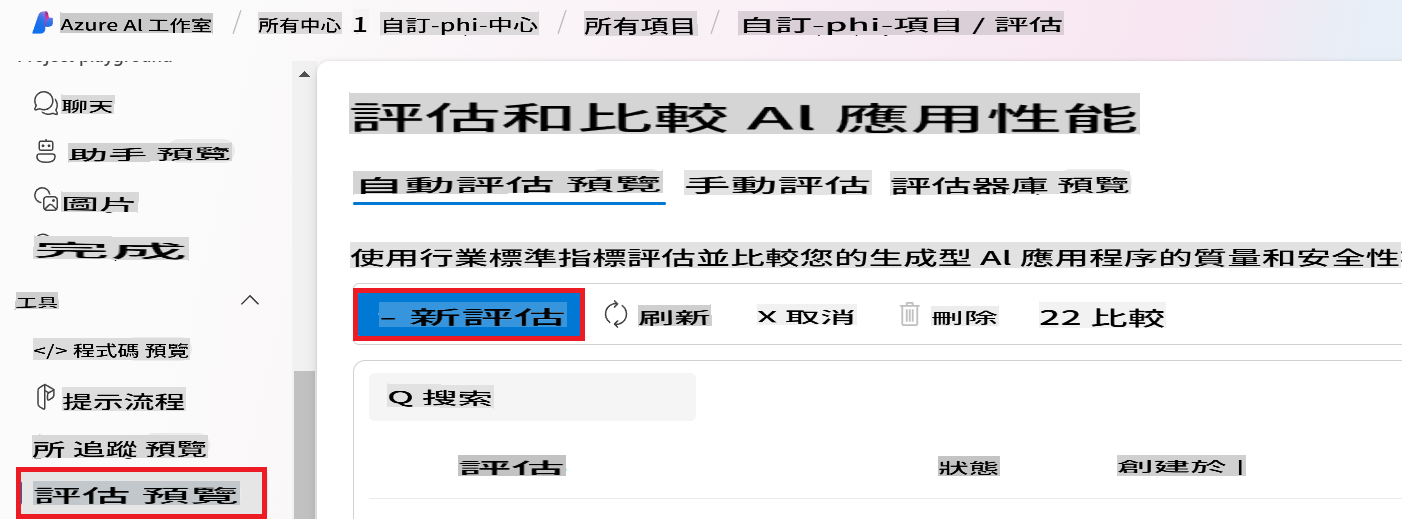 Azure Al 工作室 / 所有中心 1 自訂-phi-中心 / 所有項目 / 自訂-phi-項目 / 評估
Project playground
聊天
助手 預覽
圖片
完成
工具
</> 程式碼 預覽
提示流程
所 追蹤 預覽
評估 預覽
評估和比較 Al 應用性能
自動評估 預覽 手動評估 評估器庫 預覽
使用行業標準指標評估並比較您的生成型 Al 應用程序的質量和安全性
- 新評估 刷新 X 取消 刪除 22 比較
Q 搜索
評估 狀態 創建於 |